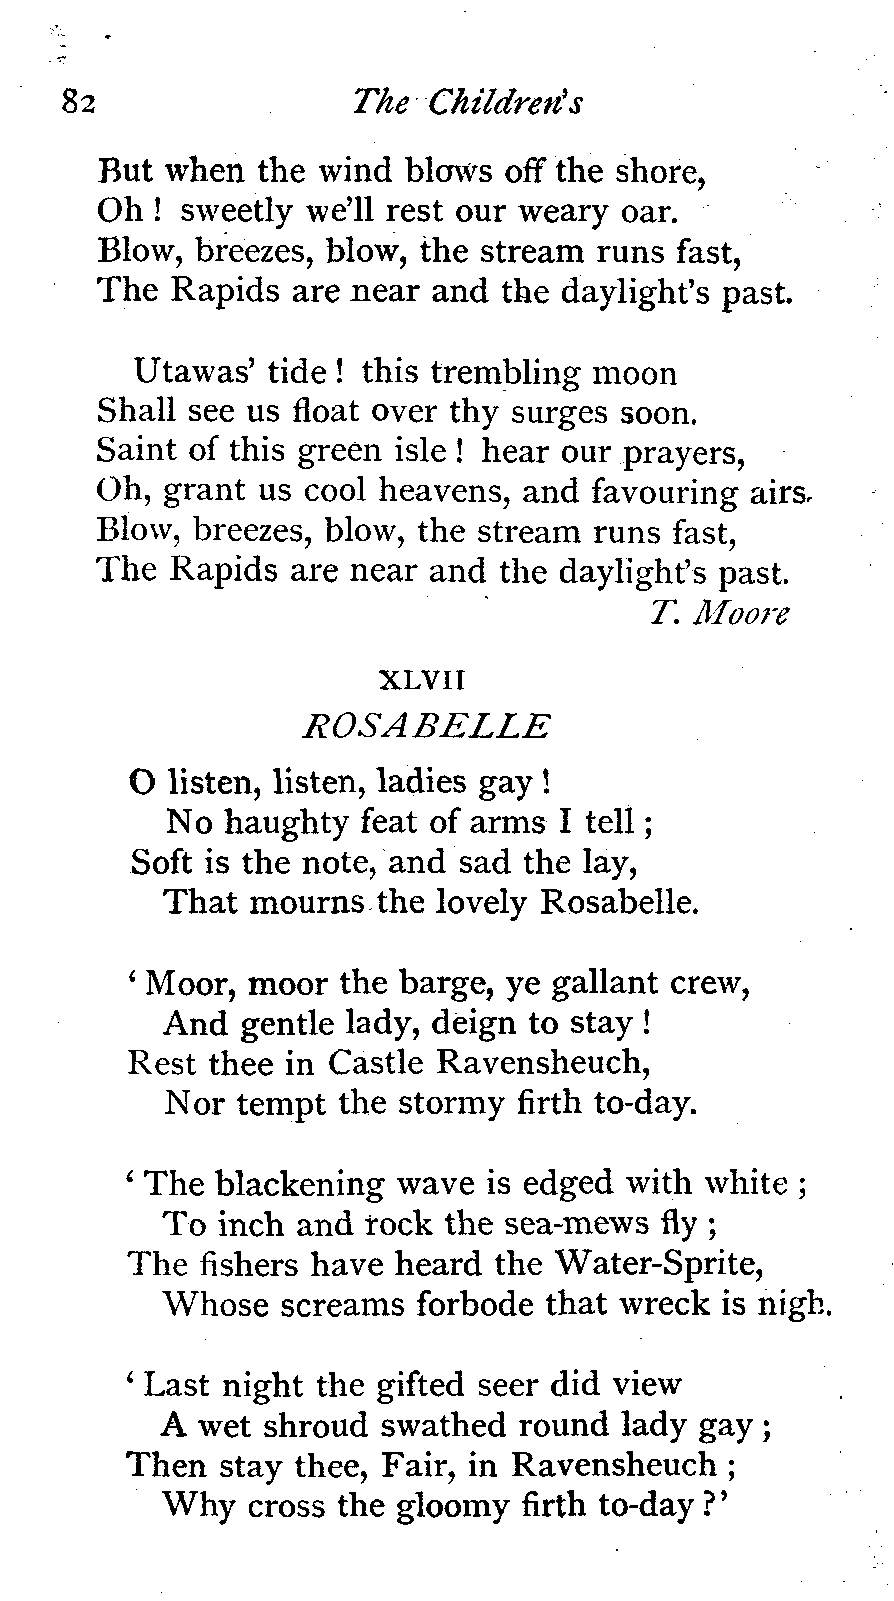 82 The Children's
But when the wind blows off the shore,
Oh ! sweetly we'll rest our weary oar.
Blow, breezes, blow, the stream runs fast,
The Rapids are near and the daylight's past.
Utawas' tide ! this trembling moon
Shall see us float over thy surges soon.
Saint of this green isle ! hear our prayers,
Oh, grant us cool heavens, and favouring airs.
Blow, breezes, blow, the stream runs fast,
The Rapids are near and the daylight's past.
T. Moore
XLVII
ROSABELLE
O listen, listen, ladies gay !
No haughty feat of arms I tell ;
Soft is the note, and sad the lay,
That mourns the lovely Rosabelle.
‘ Moor, moor the barge, ye gallant crew,
And gentle lady, deign to stay !
Rest thee in Castle Ravensheuch,
Nor tempt the stormy firth to-day.
‘ The blackening wave is edged with white ;
To inch and rock the sea-mews fly ;
The fishers have heard the Water-Sprite,
Whose screams forbode that wreck is nigh.
‘ Last night the gifted seer did view
A wet shroud swathed round lady gay ;
Then stay thee, Fair, in Ravensheuch ;
Why cross the gloomy firth to-day ?’